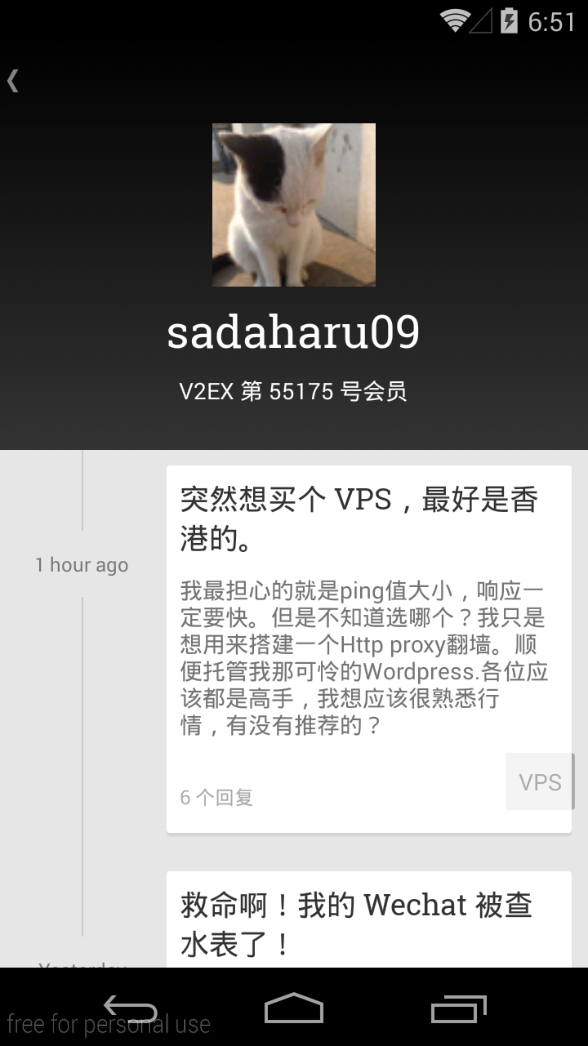 6:51
sadaharu09
V2EX 第 55175 号会员
突然想买个 VPS，最好是香
港的。
1 hour ago
我最担心的就是ping值大小，响应一
定要快。但是不知道选哪个？我只是
想用来搭建一个Http proxy翻墙。顺
便托管我那可怜的Wordpress.各位应
该都是高手，我想应该很熟悉行
情，有没有推荐的？
VPS
6 个回复
救命啊！我的 Wechat 被查
水表了！
Yesterday
free for personal use